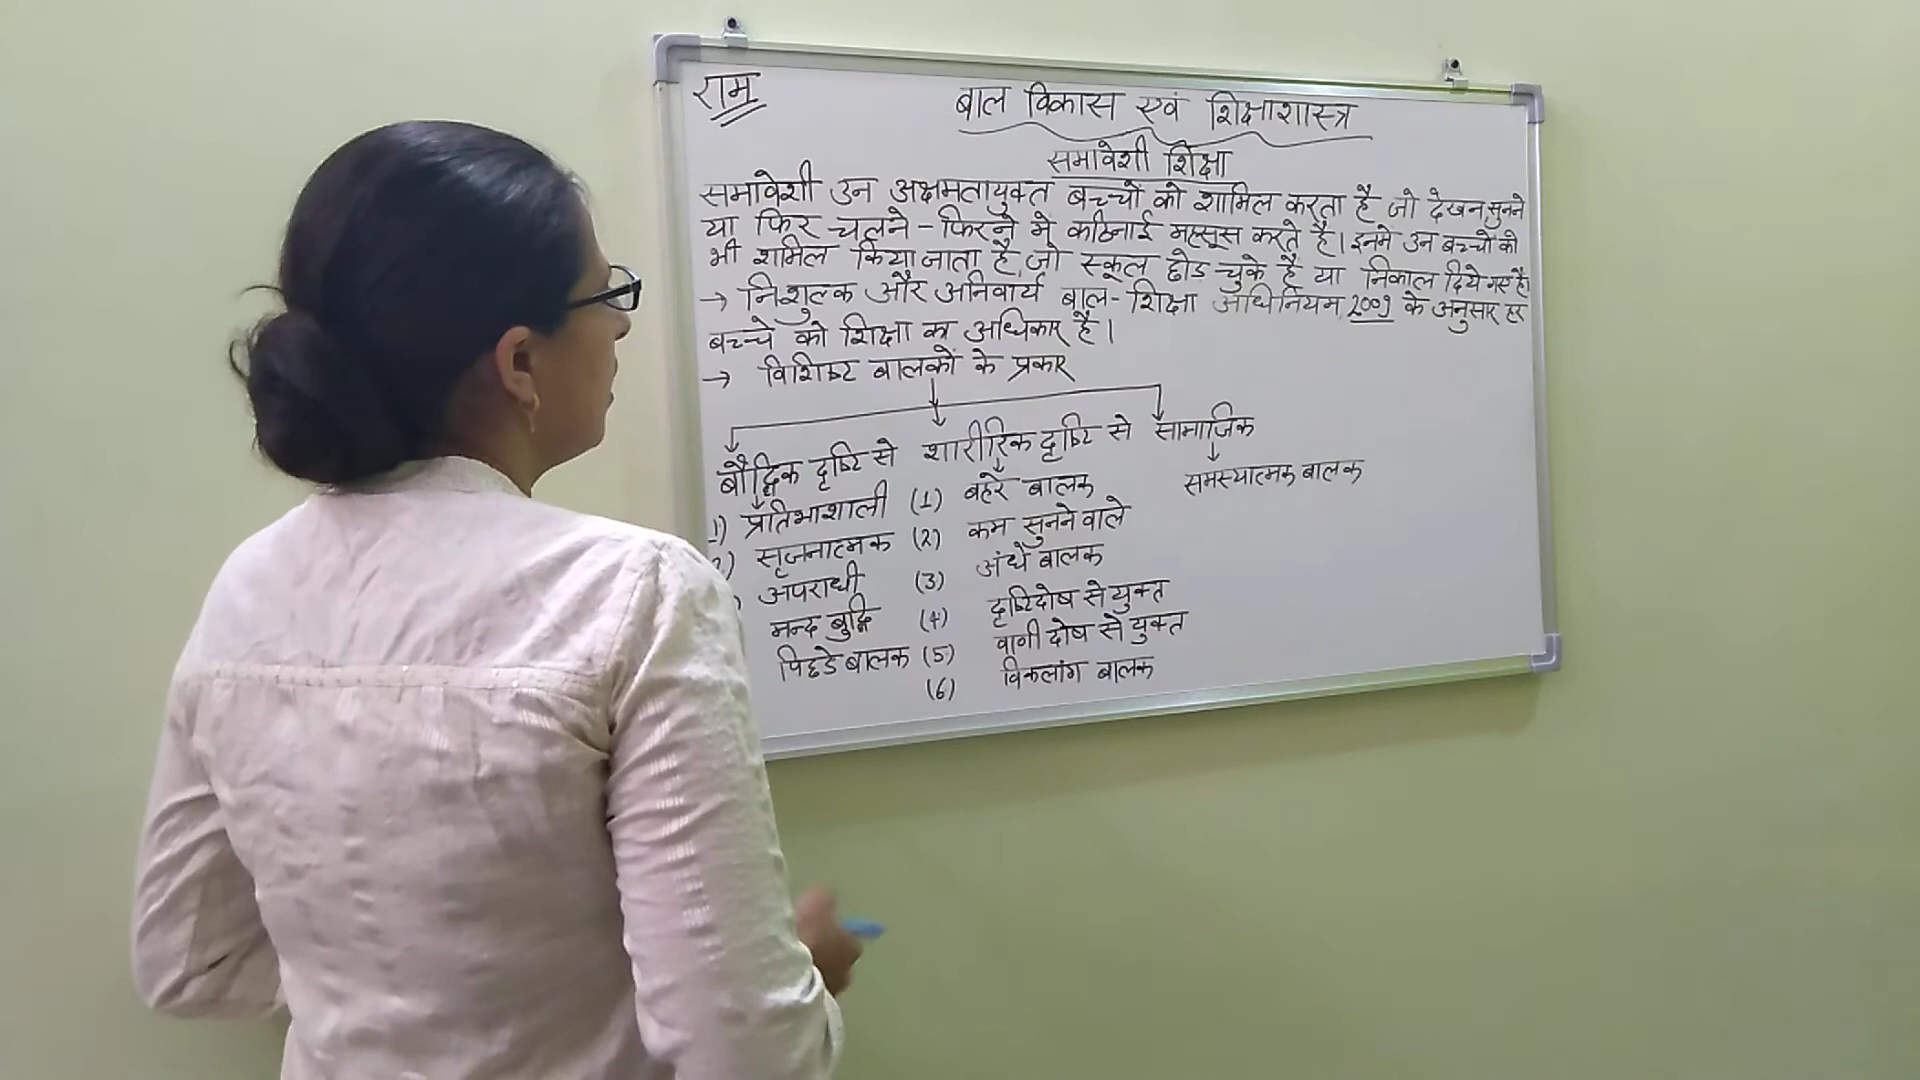 राम
बाल विकास एवं शिक्षाशास्त्र
समावेशी शिक्षा
समावेशी उन अक्षमतायुक्त बच्चों को शामिल करता है जो देखन,सुनने
या फिर चलने-फिरने में कठिनाई महसूस करते है। इनमें उन बच्चों को
भी शामिल किया जाता है,जो स्कूल छोड चुके है या निकाल दिये गए है।
→ निशुल्क और अनिवार्य बाल-शिक्षा अधिनियम 2009 के अनुसार हर
बच्चे को शिक्षा का अधिकार है।
→ विशिष्ट बालकों के प्रकार
बौद्धिक दृष्टि से शारीरिक दृष्टि से सामाजिक
1) प्रतिभाशाली (1) बहरे बालक समस्यात्मक बालक
) सृजनात्मक (2) कम सुनने वाले
) अपराधी (3) अंधे बालक
मन्द बुद्धि (4) दृष्टिदोष से युक्त
पिछडे बालक (5) वाणी दोष से युक्त
(6) विकलांग बालक